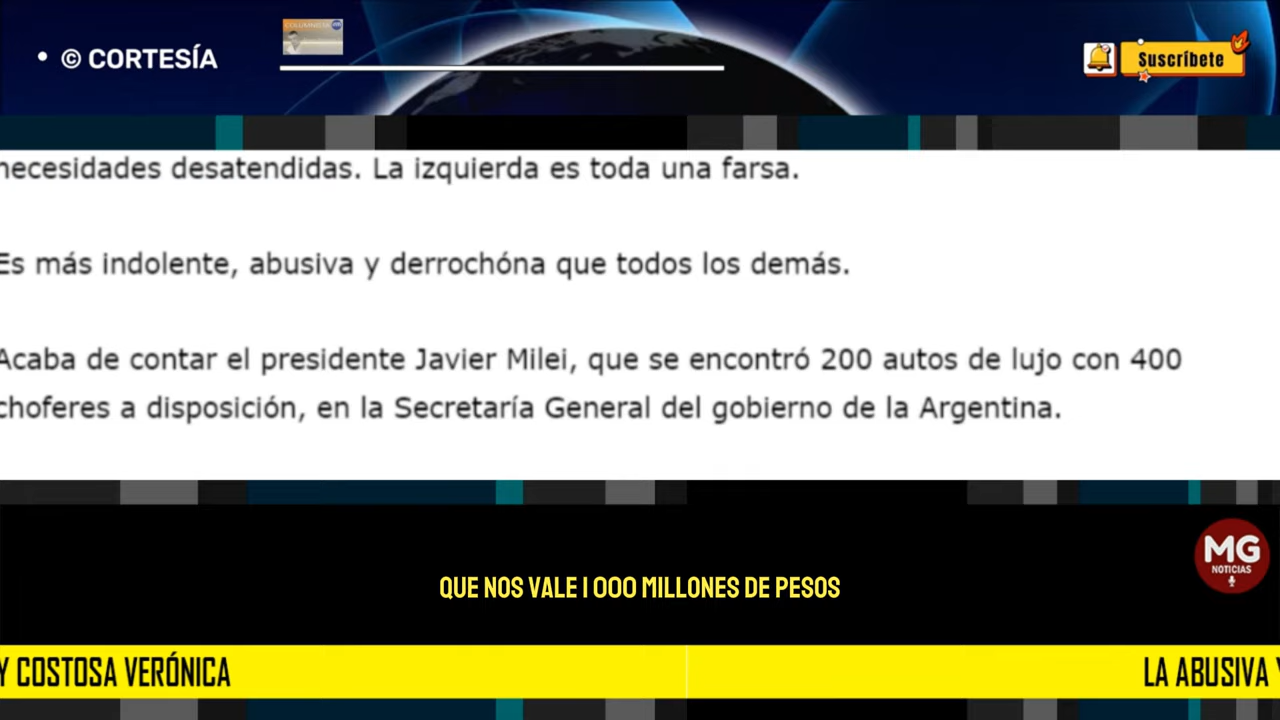 • © CORTESÍA
COLUMNISTA
Suscríbete
necesidades desatendidas. La izquierda es toda una farsa.
Es más indolente, abusiva y derrochóna que todos los demás.
Acaba de contar el presidente Javier Milei, que se encontró 200 autos de lujo con 400
choferes a disposición, en la Secretaría General del gobierno de la Argentina.
MG
NOTICIAS
QUE NOS VALE 1 000 MILLONES DE PESOS
Y COSTOSA VERÓNICA
LA ABUSIVA Y